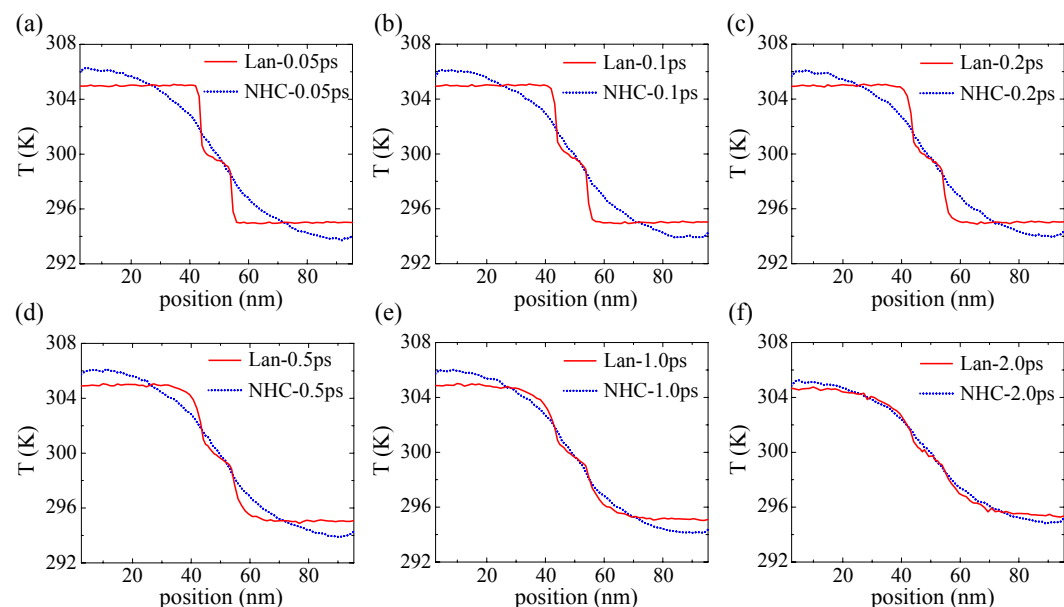 (a)
308
304
300
296
292
T (K)
Lan-0.05ps
NHC-0.05ps
20 40 60 80
position (nm)
(b)
308
304
300
296
292
T (K)
Lan-0.1ps
NHC-0.1ps
20 40 60 80
position (nm)
(c)
308
304
300
296
292
T (K)
Lan-0.2ps
NHC-0.2ps
20 40 60 80
position (nm)
(d)
308
304
300
296
292
T (K)
Lan-0.5ps
NHC-0.5ps
20 40 60 80
position (nm)
(e)
308
304
300
296
292
T (K)
Lan-1.0ps
NHC-1.0ps
20 40 60 80
position (nm)
(f)
308
304
300
296
292
T (K)
Lan-2.0ps
NHC-2.0ps
20 40 60 80
position (nm)